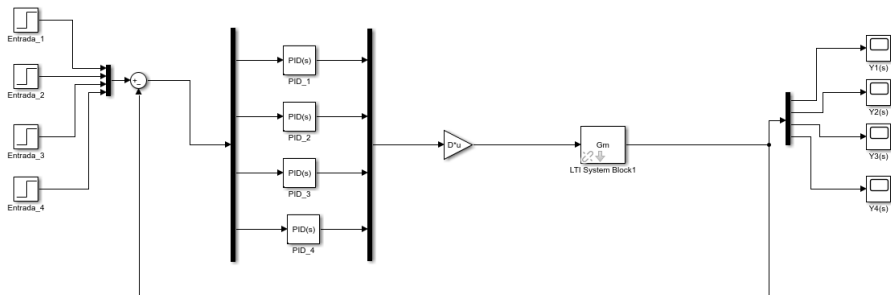 Entrada_1
Entrada_2
Entrada_3
Entrada_4
+
−
PID(s)
PID_1
PID(s)
PID_2
PID(s)
PID_3
PID(s)
PID_4
D*u
Gm
LTI System Block1
Y1(s)
Y2(s)
Y3(s)
Y4(s)